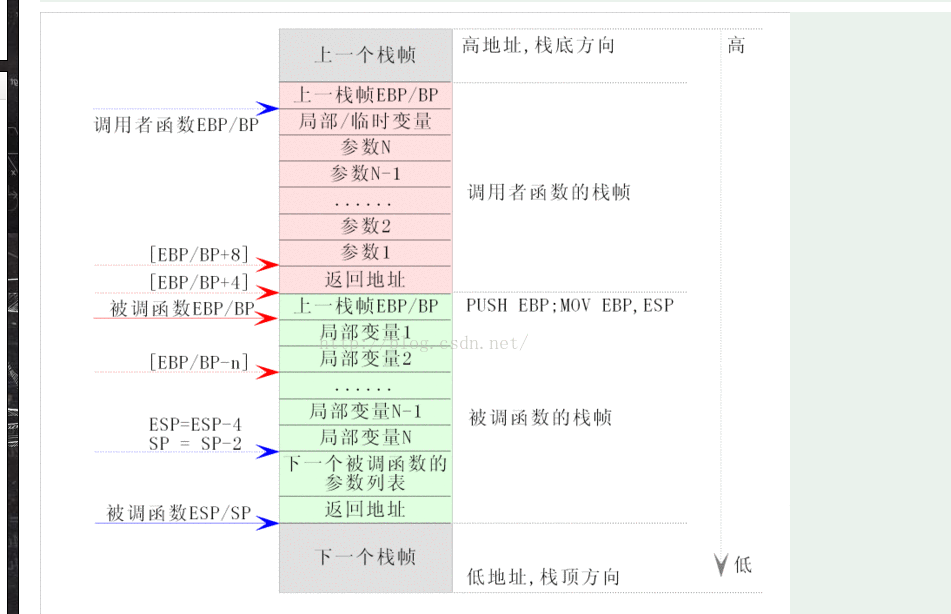 上一个栈帧
高地址,栈底方向
高
上一栈帧EBP/BP
调用者函数EBP/BP
局部/临时变量
参数N
参数N-1
调用者函数的栈帧
......
参数2
[EBP/BP+8]
参数1
[EBP/BP+4]
返回地址
被调函数EBP/BP
上一栈帧EBP/BP
PUSH EBP;MOV EBP,ESP
局部变量1
http://blog.csdn.net/
[EBP/BP-n]
局部变量2
......
局部变量N-1
被调函数的栈帧
ESP=ESP-4
SP = SP-2
局部变量N
下一个被调函数的
参数列表
被调函数ESP/SP
返回地址
下一个栈帧
低
低地址,栈顶方向